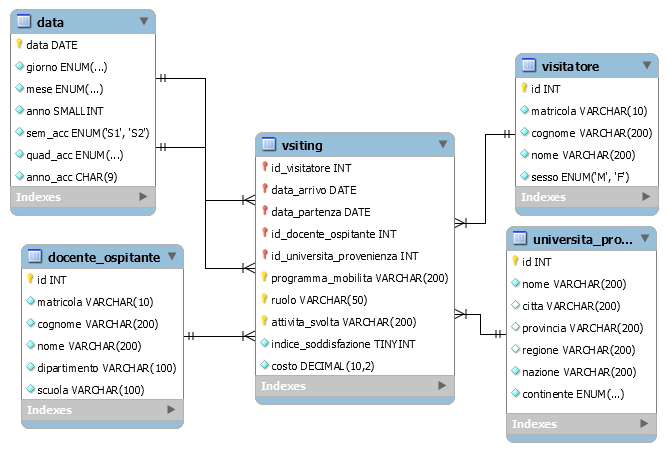 data
data DATE
giorno ENUM(...)
mese ENUM(...)
anno SMALLINT
sem_acc ENUM('S1', 'S2')
quad_acc ENUM(...)
anno_acc CHAR(9)
Indexes
docente_ospitante
id INT
matricola VARCHAR(10)
cognome VARCHAR(200)
nome VARCHAR(200)
dipartimento VARCHAR(100)
scuola VARCHAR(100)
Indexes
vsiting
id_visitatore INT
data_arrivo DATE
data_partenza DATE
id_docente_ospitante INT
id_universita_provenienza INT
programma_mobilita VARCHAR(200)
ruolo VARCHAR(50)
attivita_svolta VARCHAR(200)
indice_soddisfazione TINYINT
costo DECIMAL(10,2)
Indexes
visitatore
id INT
matricola VARCHAR(10)
cognome VARCHAR(200)
nome VARCHAR(200)
sesso ENUM('M', 'F')
Indexes
universita_pro...
id INT
nome VARCHAR(200)
citta VARCHAR(200)
provincia VARCHAR(200)
regione VARCHAR(200)
nazione VARCHAR(200)
continente ENUM(...)
Indexes